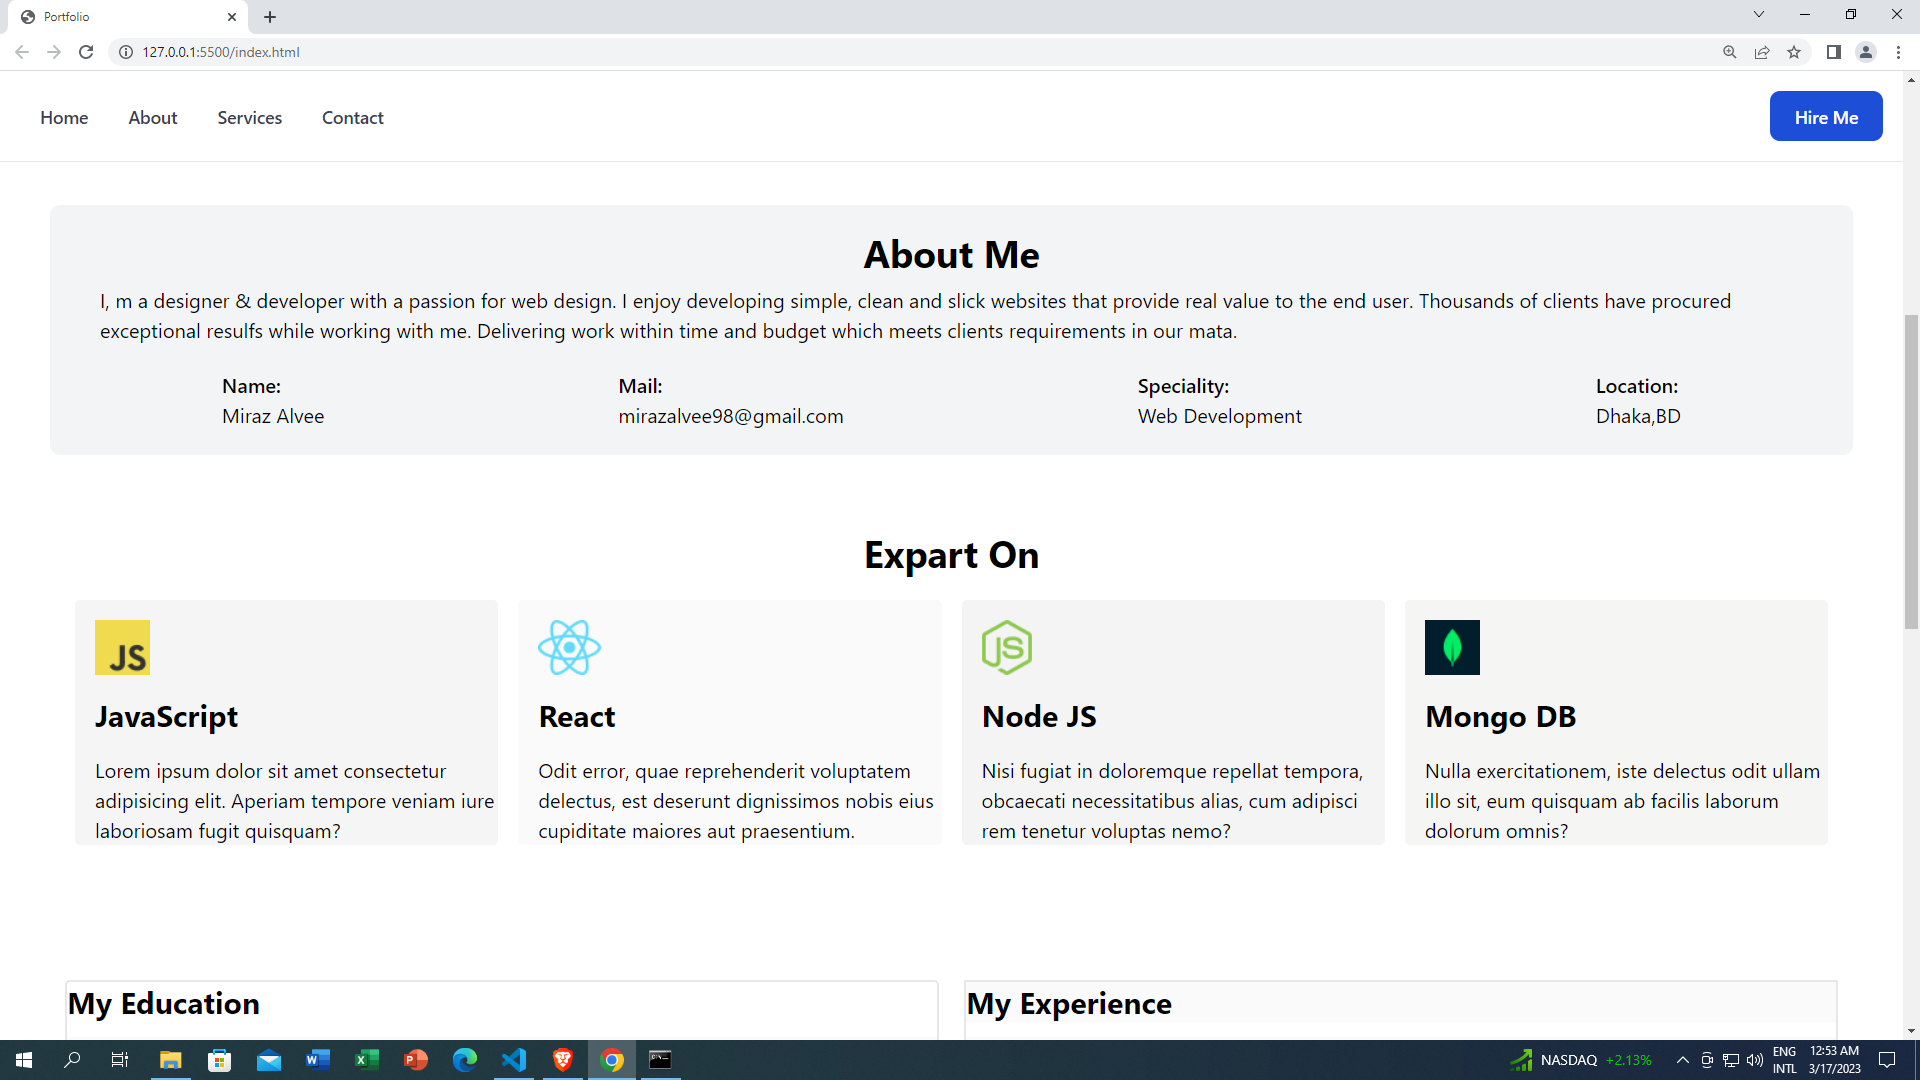 Portfolio
127.0.0.1:5500/index.html
Home About Services Contact Hire Me
About Me
I, m a designer & developer with a passion for web design. I enjoy developing simple, clean and slick websites that provide real value to the end user. Thousands of clients have procured
exceptional resulfs while working with me. Delivering work within time and budget which meets clients requirements in our mata.
Name: Mail: Speciality: Location:
Miraz Alvee mirazalvee98@gmail.com Web Development Dhaka,BD
Expart On
JS JS
JavaScript React Node JS Mongo DB
Lorem ipsum dolor sit amet consectetur
adipisicing elit. Aperiam tempore veniam iure
laboriosam fugit quisquam?
Odit error, quae reprehenderit voluptatem
delectus, est deserunt dignissimos nobis eius
cupiditate maiores aut praesentium.
Nisi fugiat in doloremque repellat tempora,
obcaecati necessitatibus alias, cum adipisci
rem tenetur voluptas nemo?
Nulla exercitationem, iste delectus odit ullam
illo sit, eum quisquam ab facilis laborum
dolorum omnis?
My Education My Experience
NASDAQ +2.13%
ENG
INTL
12:53 AM
3/17/2023